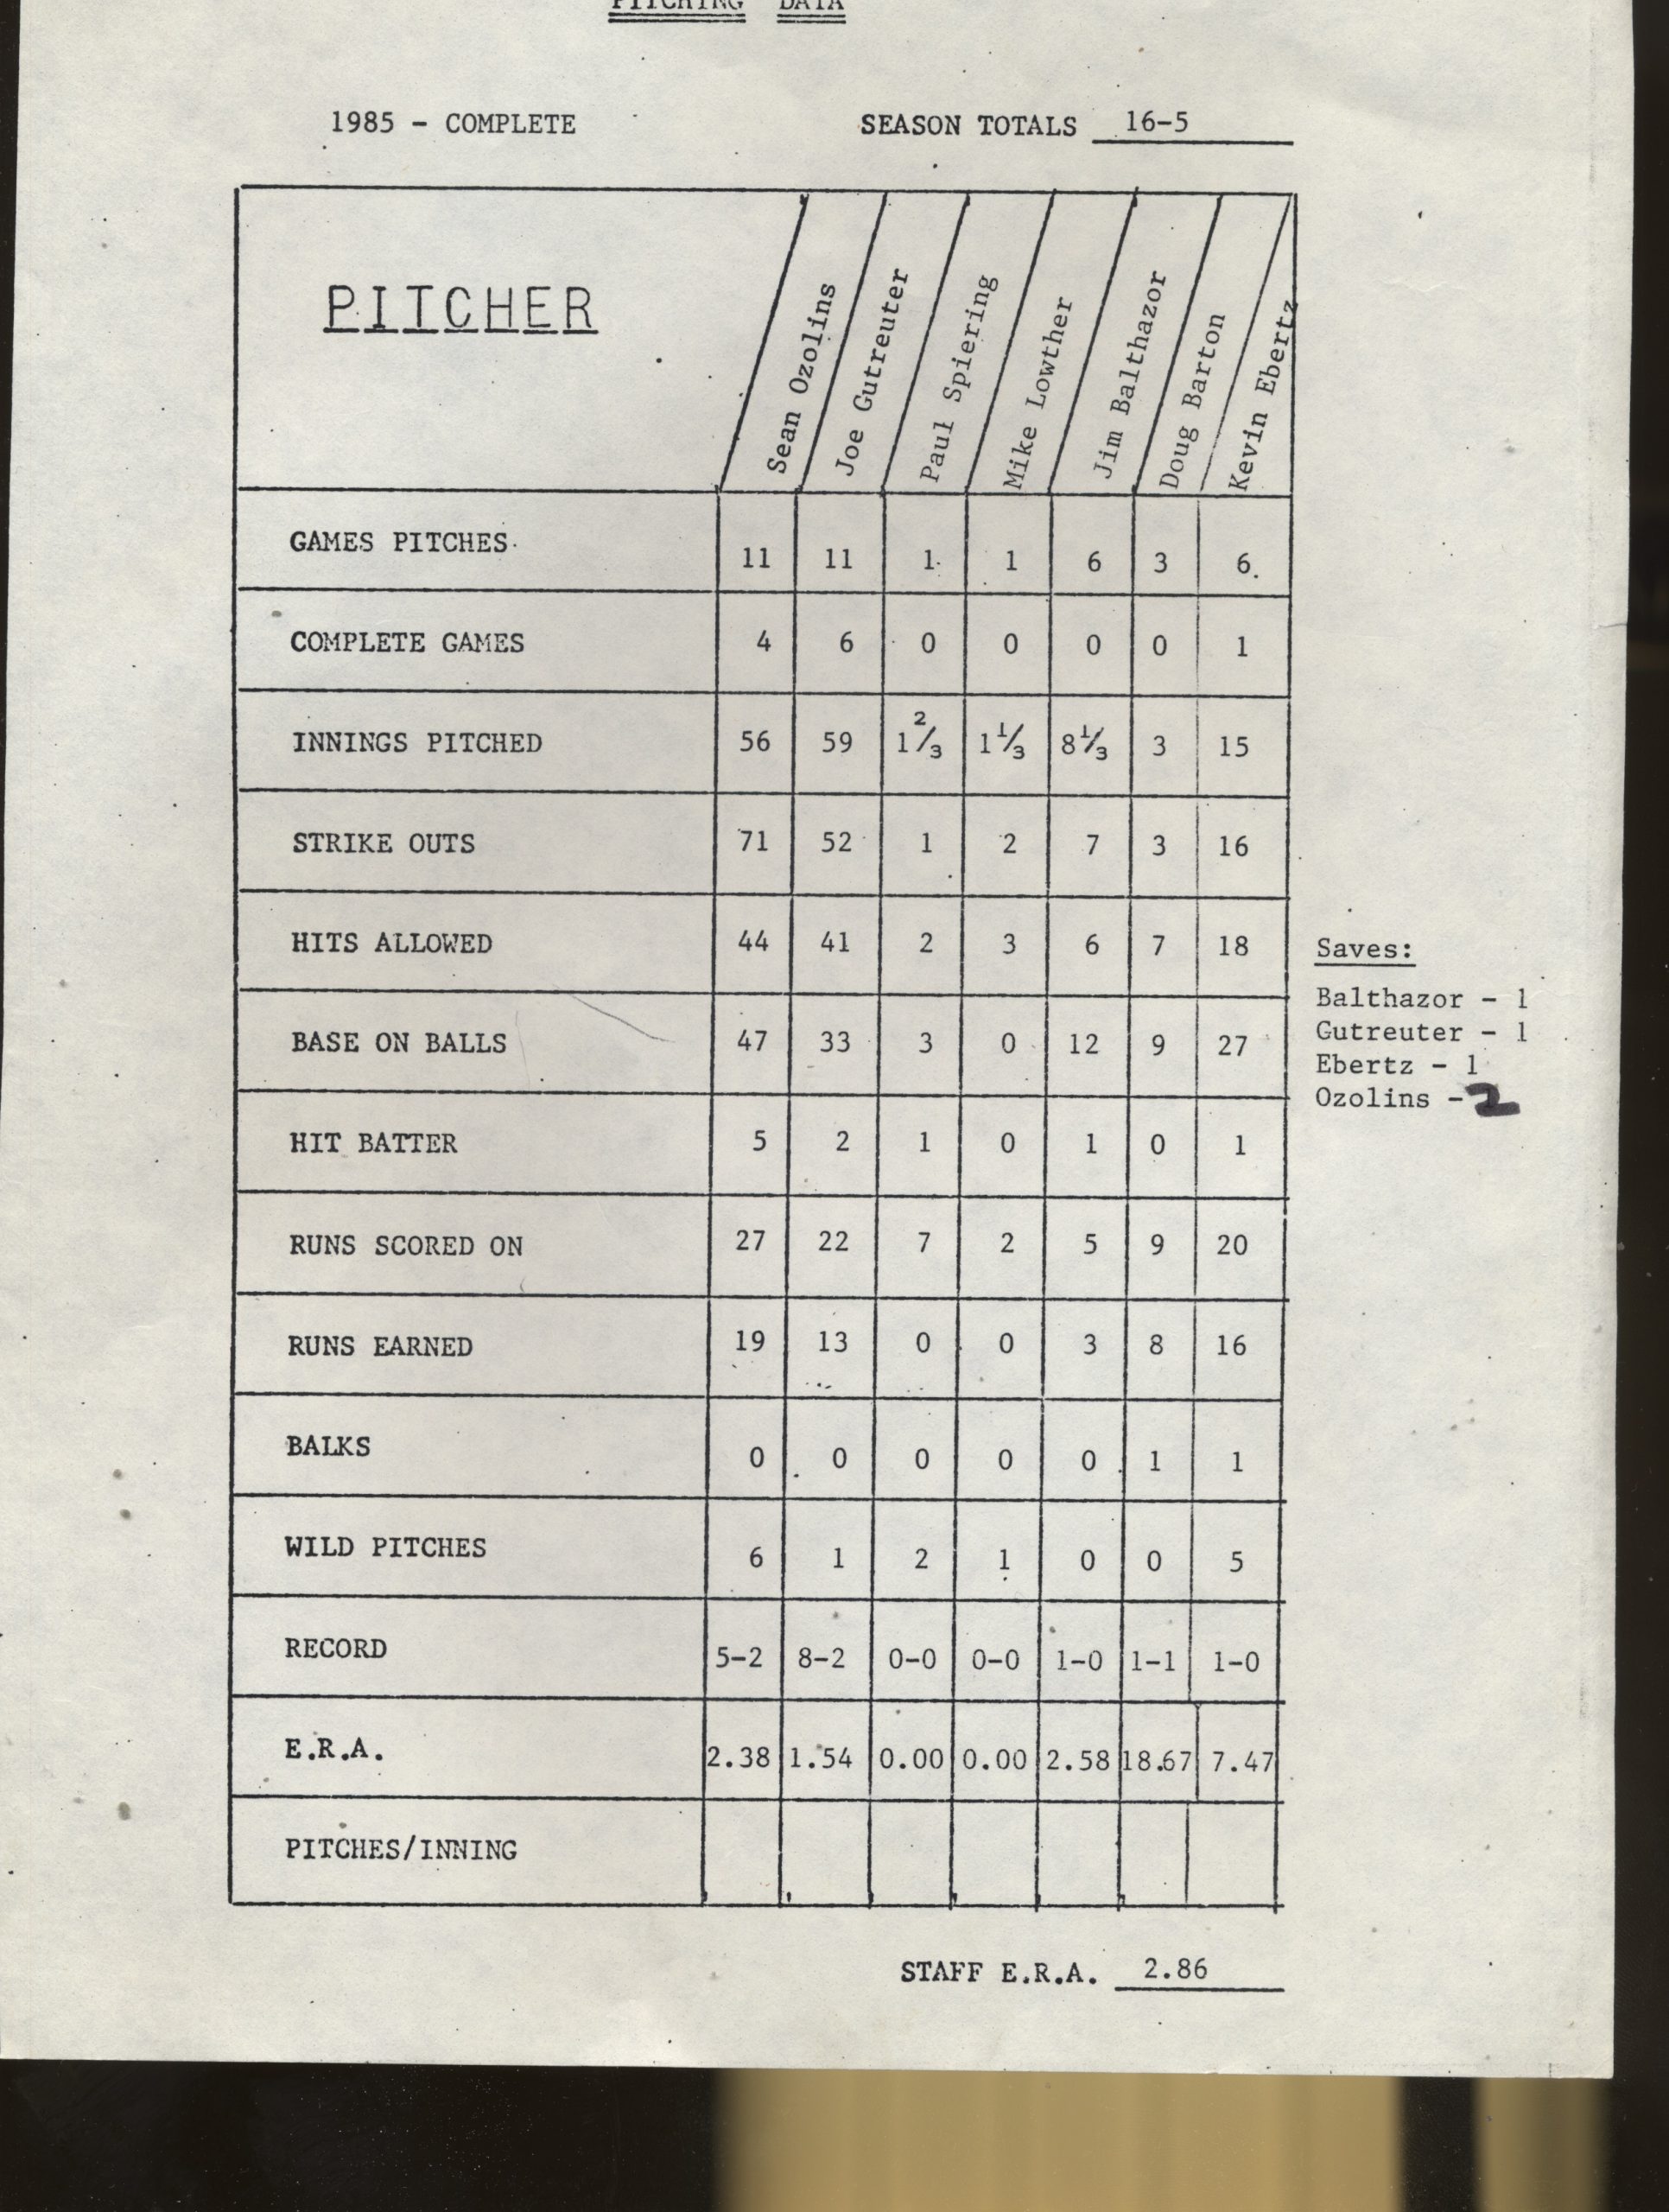 PITCHING DATA
1985 - COMPLETE SEASON TOTALS 16-5
PITCHER Sean Ozolins Joe Gutreuter Paul Spiering Mike Lowther Jim Balthazor Doug Barton Kevin Ebertz
GAMES PITCHES 11 11 1 1 6 3 6
COMPLETE GAMES 4 6 0 0 0 0 1
INNINGS PITCHED 56 59 1 2/3 1 1/3 8 1/3 3 15
STRIKE OUTS 71 52 1 2 7 3 16
HITS ALLOWED 44 41 2 3 6 7 18
Saves:
Balthazor - 1
Gutreuter - 1
Ebertz - 1
Ozolins - 2
BASE ON BALLS 47 33 3 0 12 9 27
HIT BATTER 5 2 1 0 1 0 1
RUNS SCORED ON 27 22 7 2 5 9 20
RUNS EARNED 19 13 0 0 3 8 16
BALKS 0 0 0 0 0 1 1
WILD PITCHES 6 1 2 1 0 0 5
RECORD 5-2 8-2 0-0 0-0 1-0 1-1 1-0
E.R.A. 2.38 1.54 0.00 0.00 2.58 18.67 7.47
PITCHES/INNING
STAFF E.R.A. 2.86